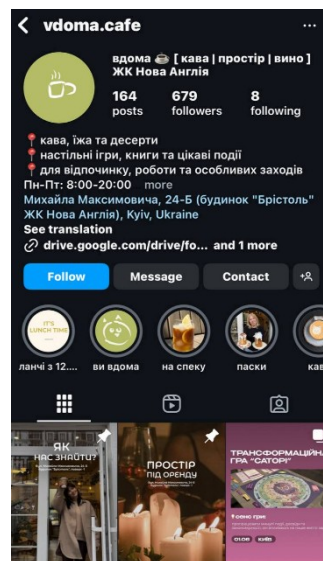 vdoma.cafe
вдома ☕ [ кава | простір | вино ]
ЖК Нова Англія
164 679 8
posts followers following
📍 кава, їжа та десерти
📍 настільні ігри, книги та цікаві події
📍 для відпочинку, роботи та особливих заходів
Пн-Пт: 8:00-20:00 more
Михайла Максимовича, 24-Б (будинок "Брістоль"
ЖК Нова Англія), Kyiv, Ukraine
See translation
drive.google.com/drive/fo... and 1 more
Follow Message Contact
IT'S
LUNCH TIME
ланчі з 12.... ви вдома на спеку паски кав
ЯК
НАС ЗНАЙТИ?
ПРОСТІР
ПІД ОРЕНДУ
ТРАНСФОРМАЦІЙНА
ГРА "САТОРІ"
01.06 КИЇВ